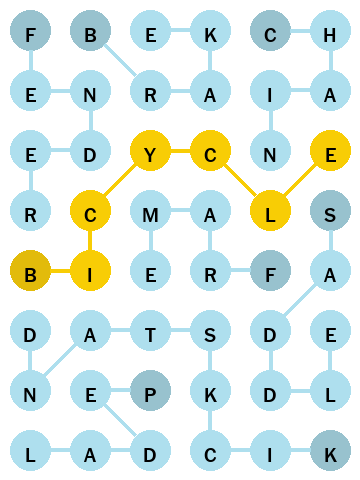 F B E K C H
E N R A I A
E D Y C N E
R C M A L S
B I E R F A
D A T S D E
N E P K D L
L A D C I K